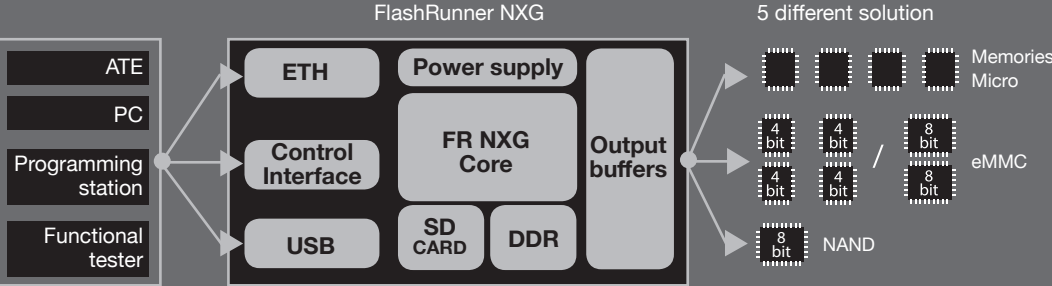 FlashRunner NXG
5 different solution
ATE
PC
Programming
station
Functional
tester
ETH
Control
Interface
USB
Power supply
FR NXG
Core
SD
CARD
DDR
Output
buffers
Memories
Micro
4
bit
4
bit
4
bit
4
bit
/
8
bit
8
bit
eMMC
8
bit
NAND